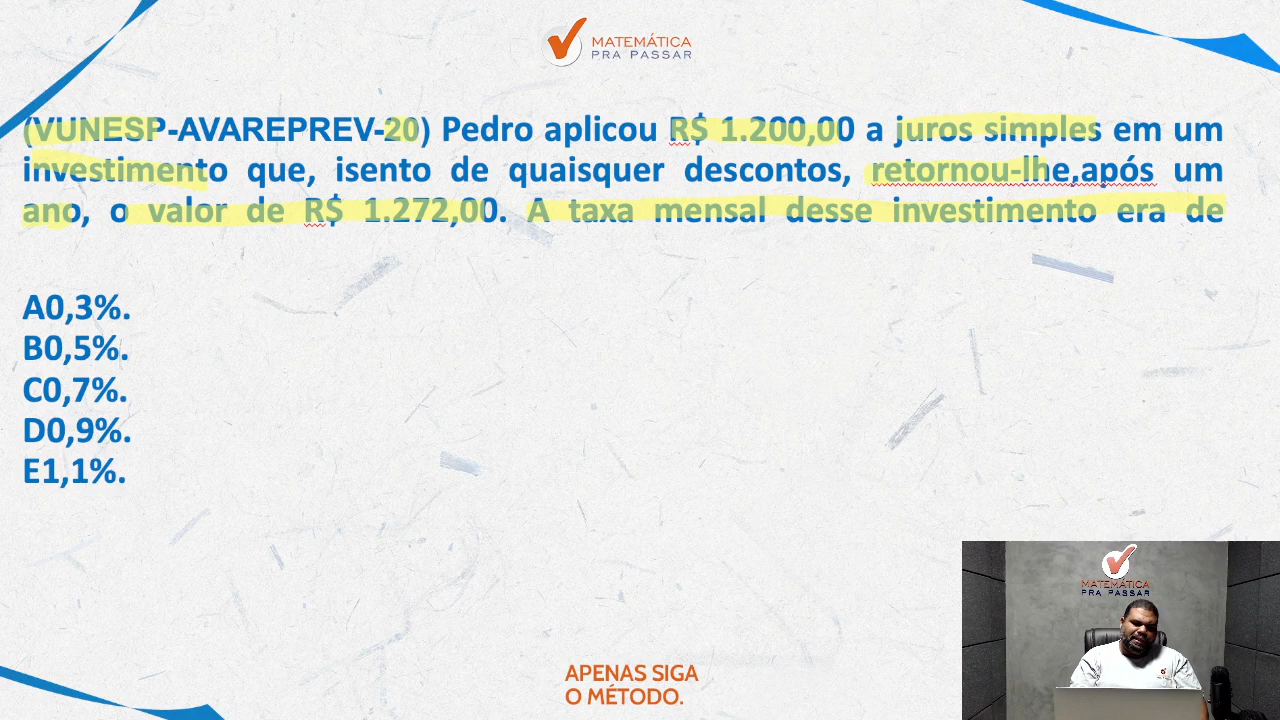 MATEMÁTICA
PRA PASSAR
(VUNESP-AVAREPREV-20) Pedro aplicou R$ 1.200,00 a juros simples em um
investimento que, isento de quaisquer descontos, retornou-lhe,após um
ano, o valor de R$ 1.272,00. A taxa mensal desse investimento era de
A0,3%.
B0,5%.
C0,7%.
D0,9%.
E1,1%.
MATEMÁTICA
PRA PASSAR
APENAS SIGA
O MÉTODO.